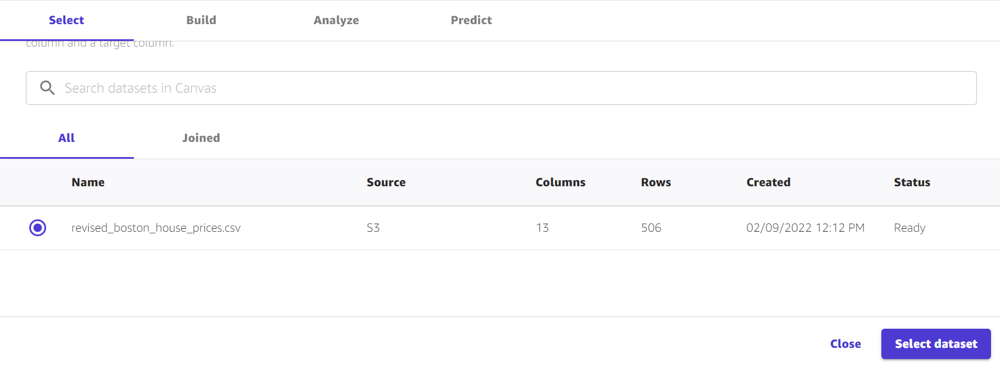 Select Build Analyze Predict
column and a target column.
Search datasets in Canvas
All Joined
Name Source Columns Rows Created Status
revised_boston_house_prices.csv S3 13 506 02/09/2022 12:12 PM Ready
Close Select dataset